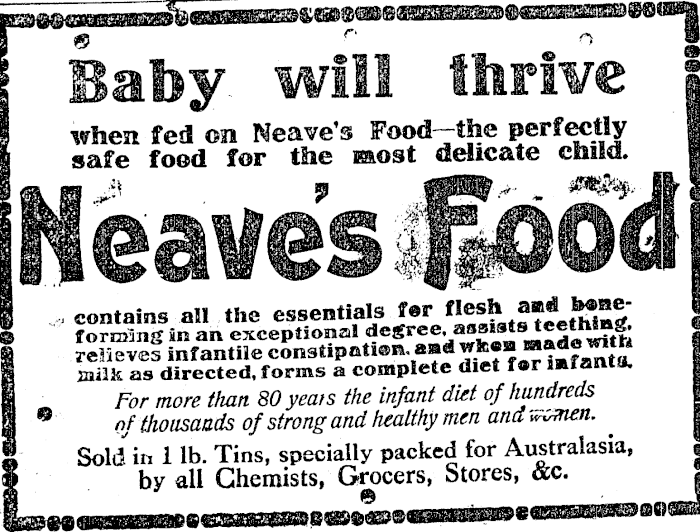 Baby will thrive
when fed on Neave's Food—the perfectly
safe food for the most delicate child.
Neave's Food
contains all the essentials for flesh and bone-
forming in an exceptional degree, assists teething,
relieves infantile constipation, and when made with
milk as directed, forms a complete diet for infants.
For more than 80 years the infant diet of hundreds
of thousands of strong and healthy men and women.
Sold in 1 lb. Tins, specially packed for Australasia,
by all Chemists, Grocers, Stores, &c.